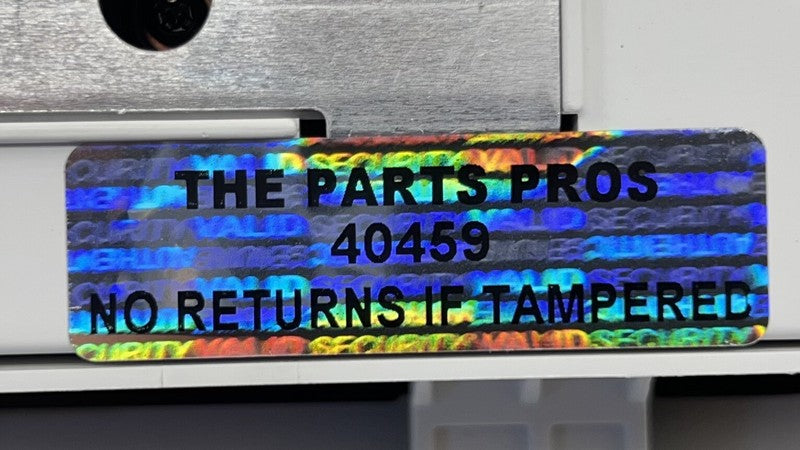 THE PARTS PROS
40459
NO RETURNS IF TAMPERED